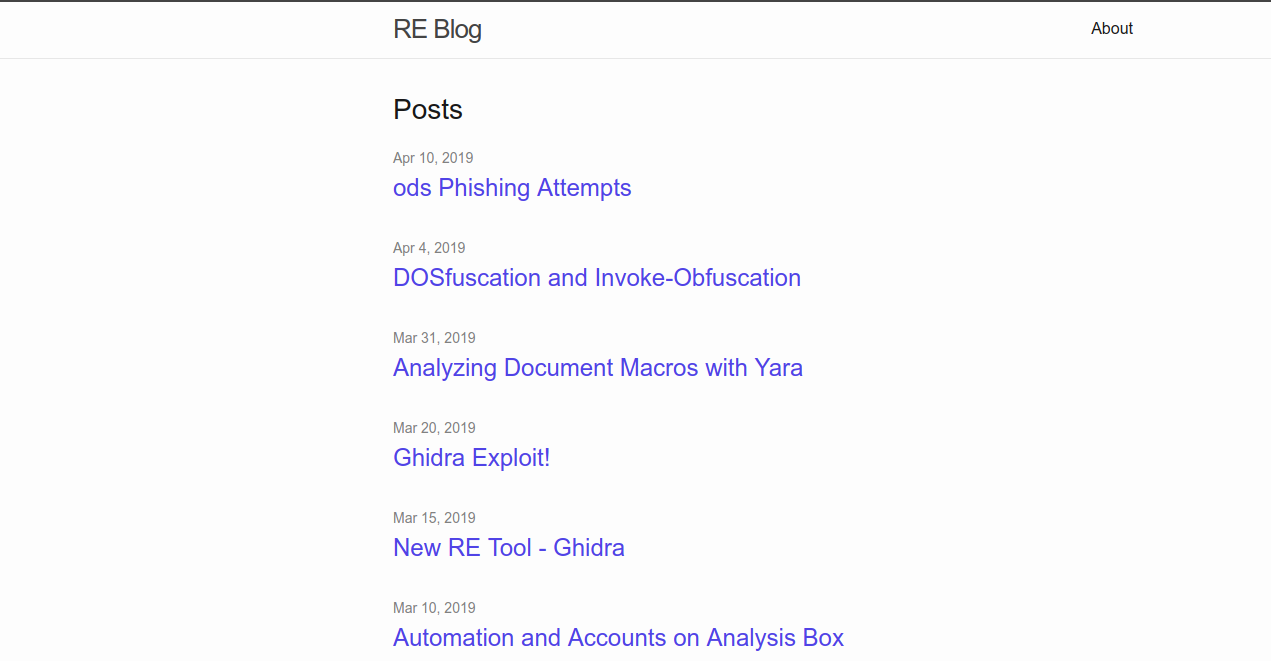 RE Blog
About
Posts
Apr 10, 2019
ods Phishing Attempts
Apr 4, 2019
DOSfuscation and Invoke-Obfuscation
Mar 31, 2019
Analyzing Document Macros with Yara
Mar 20, 2019
Ghidra Exploit!
Mar 15, 2019
New RE Tool - Ghidra
Mar 10, 2019
Automation and Accounts on Analysis Box